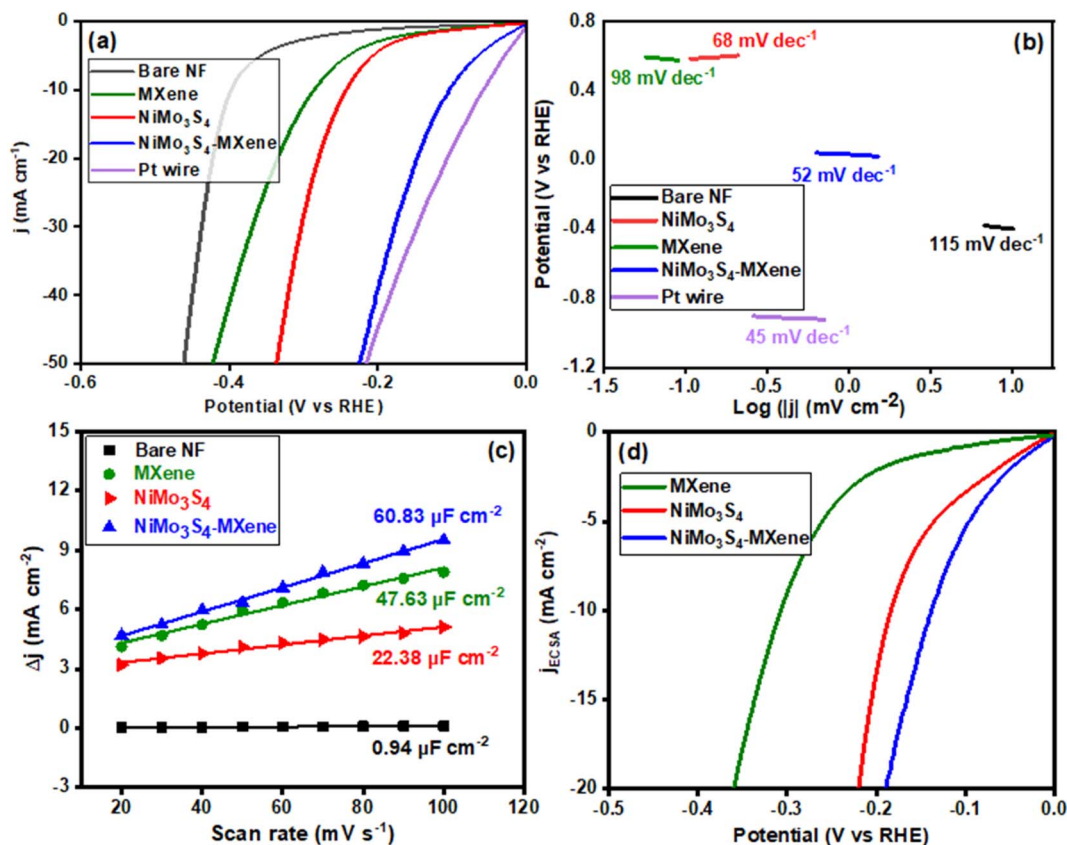 (a)
Bare NF
MXene
NiMo₃S₄
NiMo₃S₄-MXene
Pt wire
0
-10
-20
-30
-40
-50
j (mA cm⁻²)
-0.6
-0.4
-0.2
0.0
Potential (V vs RHE)
(b)
68 mV dec⁻¹
98 mV dec⁻¹
52 mV dec⁻¹
115 mV dec⁻¹
45 mV dec⁻¹
Bare NF
NiMo₃S₄
MXene
NiMo₃S₄-MXene
Pt wire
0.8
0.4
0.0
-0.4
-0.8
-1.2
Potential (V vs RHE)
-1.5
-1.0
-0.5
0.0
0.5
1.0
Log (|j| (mV cm⁻²)
(c)
Bare NF
MXene
NiMo₃S₄
NiMo₃S₄-MXene
60.83 µF cm⁻²
47.63 µF cm⁻²
22.38 µF cm⁻²
0.94 µF cm⁻²
15
12
9
6
3
0
-3
Δj (mA cm⁻²)
20
40
60
80
100
120
Scan rate (mV s⁻¹)
(d)
MXene
NiMo₃S₄
NiMo₃S₄-MXene
0
-5
-10
-15
-20
jECSA (mA cm⁻²)
-0.5
-0.4
-0.3
-0.2
-0.1
0.0
Potential (V vs RHE)